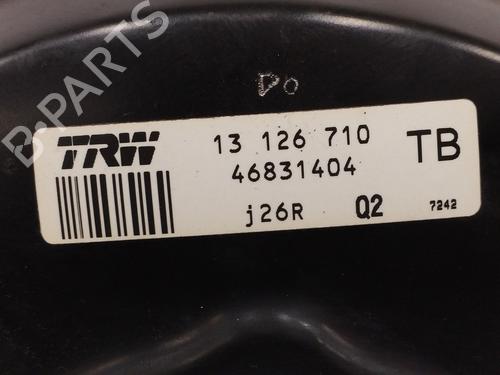 B-PARTS
Do
TRW 13 126 710 TB
46831404
j26R Q2 7242